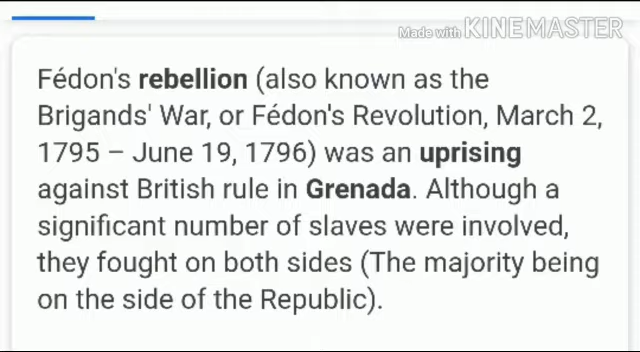 Made with KINEMASTER
Fédon's rebellion (also known as the
Brigands' War, or Fédon's Revolution, March 2,
1795 – June 19, 1796) was an uprising
against British rule in Grenada. Although a
significant number of slaves were involved,
they fought on both sides (The majority being
on the side of the Republic).